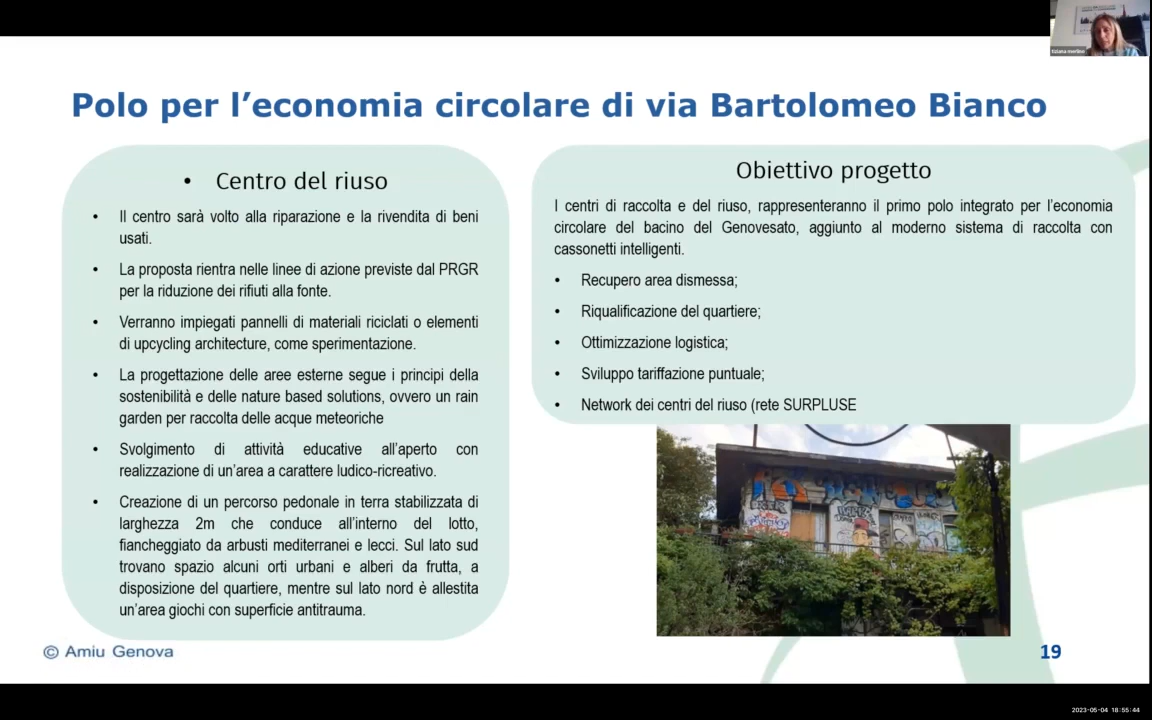 tiziana merlino
Polo per l’economia circolare di via Bartolomeo Bianco
• Centro del riuso
• Il centro sarà volto alla riparazione e la rivendita di beni
usati.
• La proposta rientra nelle linee di azione previste dal PRGR
per la riduzione dei rifiuti alla fonte.
• Verranno impiegati pannelli di materiali riciclati o elementi
di upcycling architecture, come sperimentazione.
• La progettazione delle aree esterne segue i principi della
sostenibilità e delle nature based solutions, ovvero un rain
garden per raccolta delle acque meteoriche
• Svolgimento di attività educative all’aperto con
realizzazione di un’area a carattere ludico-ricreativo.
• Creazione di un percorso pedonale in terra stabilizzata di
larghezza 2m che conduce all’interno del lotto,
fiancheggiato da arbusti mediterranei e lecci. Sul lato sud
trovano spazio alcuni orti urbani e alberi da frutta, a
disposizione del quartiere, mentre sul lato nord è allestita
un’area giochi con superficie antitrauma.
Obiettivo progetto
I centri di raccolta e del riuso, rappresenteranno il primo polo integrato per l’economia
circolare del bacino del Genovesato, aggiunto al moderno sistema di raccolta con
cassonetti intelligenti.
• Recupero area dismessa;
• Riqualificazione del quartiere;
• Ottimizzazione logistica;
• Sviluppo tariffazione puntuale;
• Network dei centri del riuso (rete SURPLUSE
© Amiu Genova
19
2023-05-04 18:55:44